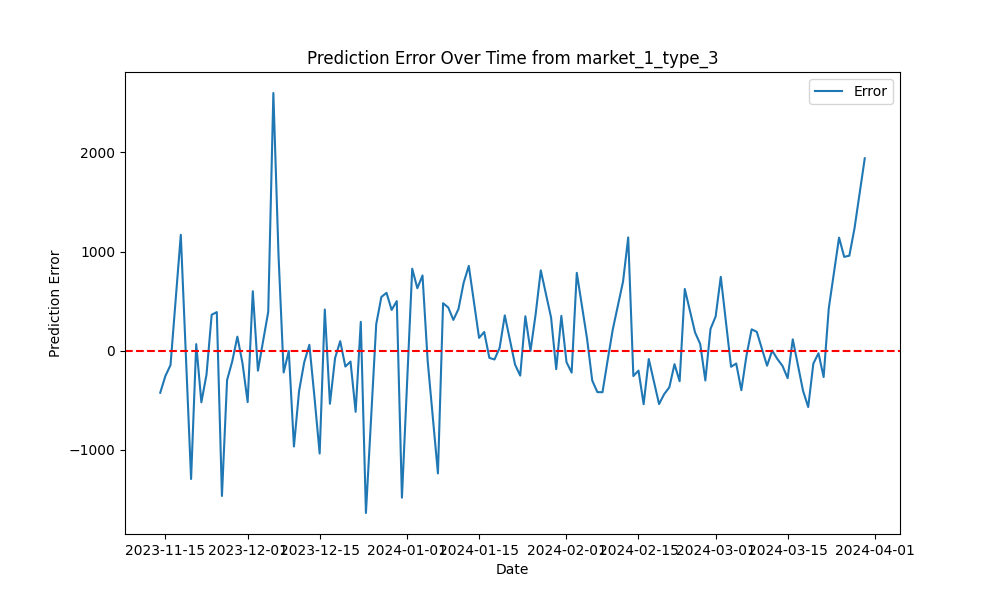 Prediction Error Over Time from market_1_type_3
Error
Prediction Error
2000
1000
0
−1000
2023-11-15 2023-12-01 2023-12-15 2024-01-01 2024-01-15 2024-02-01 2024-02-15 2024-03-01 2024-03-15 2024-04-01
Date